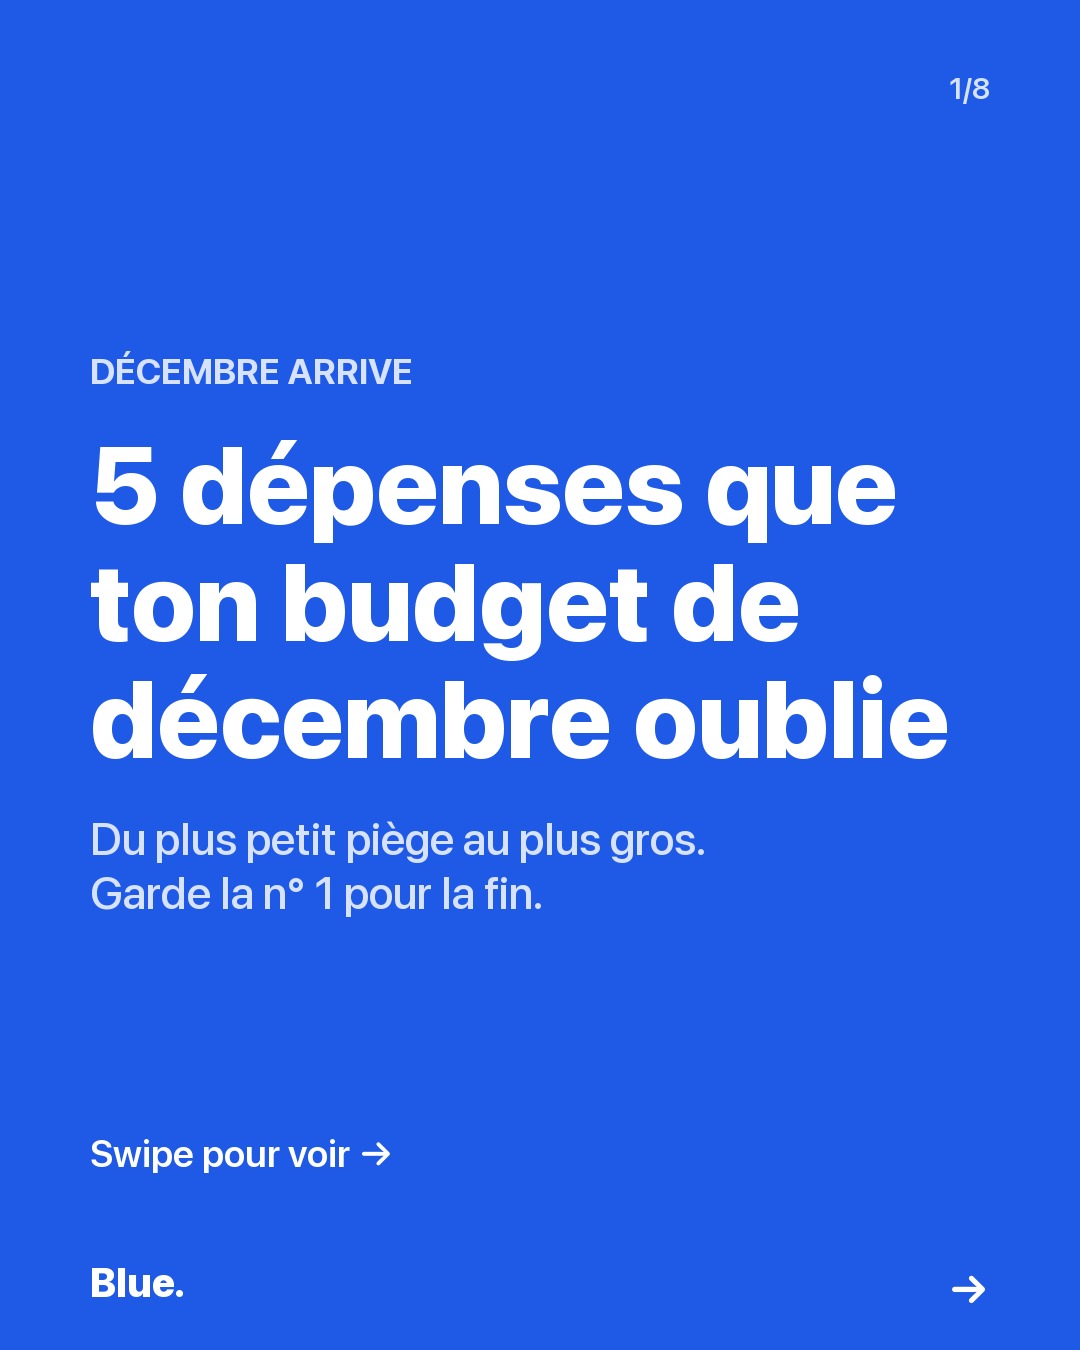 1/8
DÉCEMBRE ARRIVE
5 dépenses que
ton budget de
décembre oublie
Du plus petit piège au plus gros.
Garde la n° 1 pour la fin.
Swipe pour voir →
Blue.
→